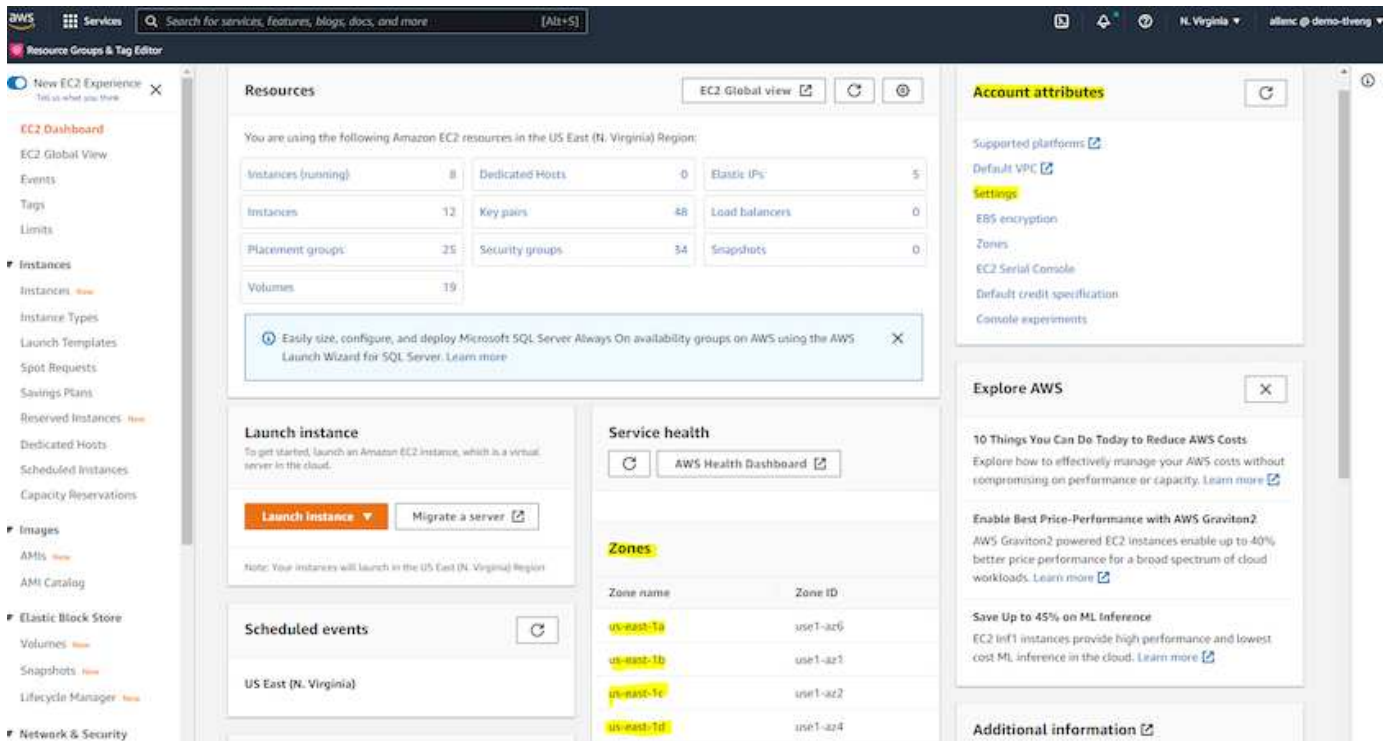 aws
Services
Search for services, features, blogs, docs, and more
[Alt+S]
N. Virginia
allenc @ demo-tlveng
Resource Groups & Tag Editor
New EC2 Experience
Tell us what you think
EC2 Dashboard
EC2 Global View
Events
Tags
Limits
Instances
Instances New
Instance Types
Launch Templates
Spot Requests
Savings Plans
Reserved Instances New
Dedicated Hosts
Scheduled Instances
Capacity Reservations
Images
AMIs New
AMI Catalog
Elastic Block Store
Volumes New
Snapshots New
Lifecycle Manager New
Network & Security
Resources
EC2 Global view
You are using the following Amazon EC2 resources in the US East (N. Virginia) Region:
Instances (running) 8
Dedicated Hosts 0
Elastic IPs 5
Instances 12
Key pairs 48
Load balancers 0
Placement groups 25
Security groups 34
Snapshots 0
Volumes 19
Easily size, configure, and deploy Microsoft SQL Server Always On availability groups on AWS using the AWS
Launch Wizard for SQL Server. Learn more
Launch instance
To get started, launch an Amazon EC2 instance, which is a virtual
server in the cloud.
Launch instance
Migrate a server
Note: Your instances will launch in the US East (N. Virginia) Region
Scheduled events
US East (N. Virginia)
Service health
AWS Health Dashboard
Zones
Zone name Zone ID
us-east-1a use1-az6
us-east-1b use1-az1
us-east-1c use1-az2
us-east-1d use1-az4
Account attributes
Supported platforms
Default VPC
Settings
EBS encryption
Zones
EC2 Serial Console
Default credit specification
Console experiments
Explore AWS
10 Things You Can Do Today to Reduce AWS Costs
Explore how to effectively manage your AWS costs without
compromising on performance or capacity. Learn more
Enable Best Price-Performance with AWS Graviton2
AWS Graviton2 powered EC2 instances enable up to 40%
better price performance for a broad spectrum of cloud
workloads. Learn more
Save Up to 45% on ML Inference
EC2 Inf1 instances provide high performance and lowest
cost ML inference in the cloud. Learn more
Additional information